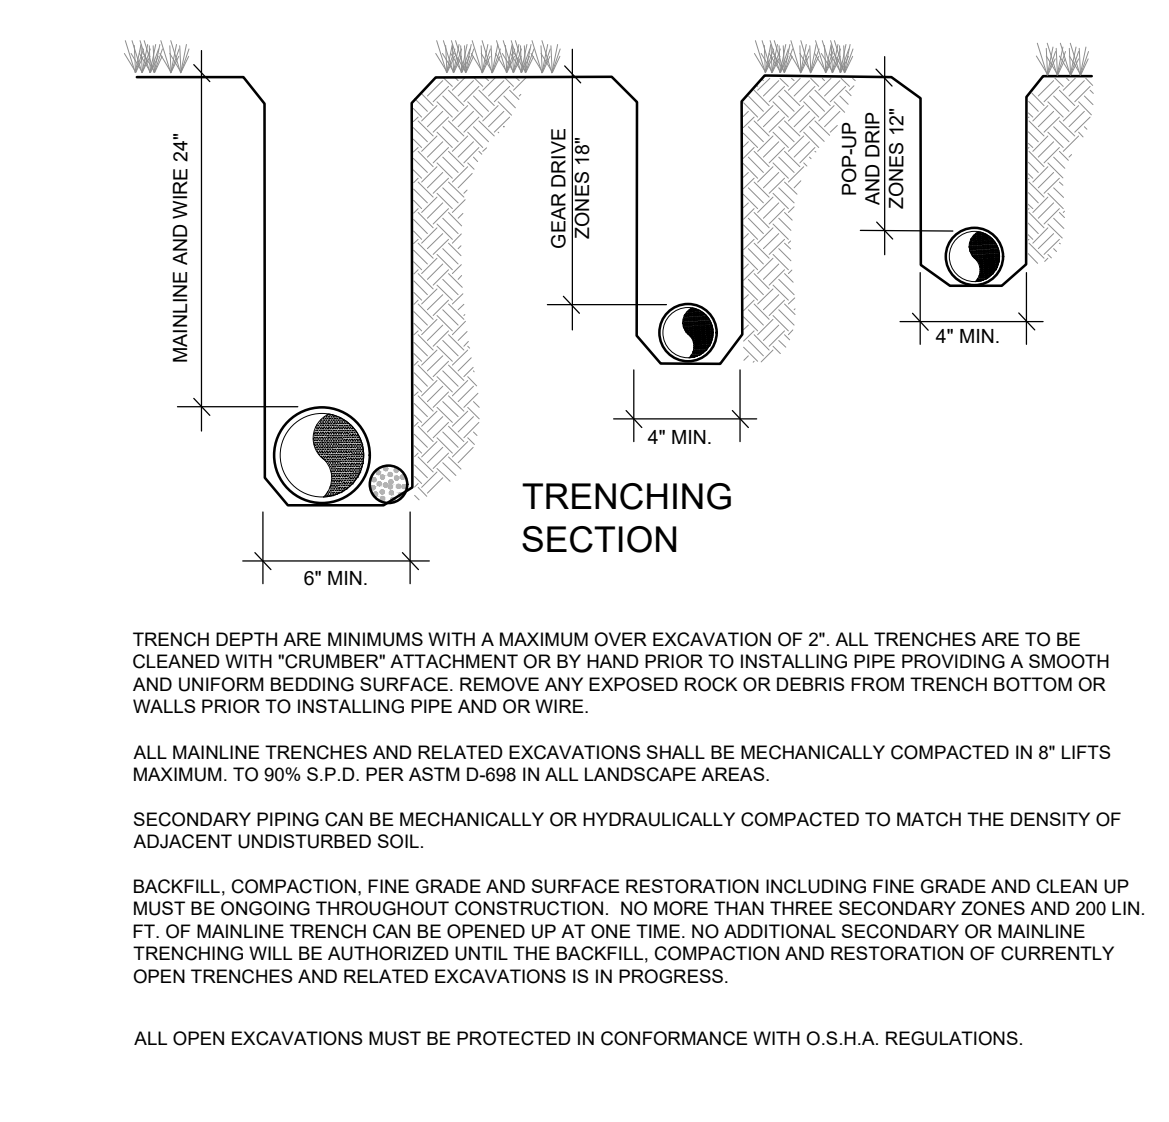 MAINLINE AND WIRE 24"
GEAR DRIVE
ZONES 18"
POP-UP
AND DRIP
ZONES 12"
4" MIN.
4" MIN.
6" MIN.
TRENCHING
SECTION
TRENCH DEPTH ARE MINIMUMS WITH A MAXIMUM OVER EXCAVATION OF 2". ALL TRENCHES ARE TO BE
CLEANED WITH "CRUMBER" ATTACHMENT OR BY HAND PRIOR TO INSTALLING PIPE PROVIDING A SMOOTH
AND UNIFORM BEDDING SURFACE. REMOVE ANY EXPOSED ROCK OR DEBRIS FROM TRENCH BOTTOM OR
WALLS PRIOR TO INSTALLING PIPE AND OR WIRE.
ALL MAINLINE TRENCHES AND RELATED EXCAVATIONS SHALL BE MECHANICALLY COMPACTED IN 8" LIFTS
MAXIMUM. TO 90% S.P.D. PER ASTM D-698 IN ALL LANDSCAPE AREAS.
SECONDARY PIPING CAN BE MECHANICALLY OR HYDRAULICALLY COMPACTED TO MATCH THE DENSITY OF
ADJACENT UNDISTURBED SOIL.
BACKFILL, COMPACTION, FINE GRADE AND SURFACE RESTORATION INCLUDING FINE GRADE AND CLEAN UP
MUST BE ONGOING THROUGHOUT CONSTRUCTION.  NO MORE THAN THREE SECONDARY ZONES AND 200 LIN.
FT. OF MAINLINE TRENCH CAN BE OPENED UP AT ONE TIME. NO ADDITIONAL SECONDARY OR MAINLINE
TRENCHING WILL BE AUTHORIZED UNTIL THE BACKFILL, COMPACTION AND RESTORATION OF CURRENTLY
OPEN TRENCHES AND RELATED EXCAVATIONS IS IN PROGRESS.
ALL OPEN EXCAVATIONS MUST BE PROTECTED IN CONFORMANCE WITH O.S.H.A. REGULATIONS.